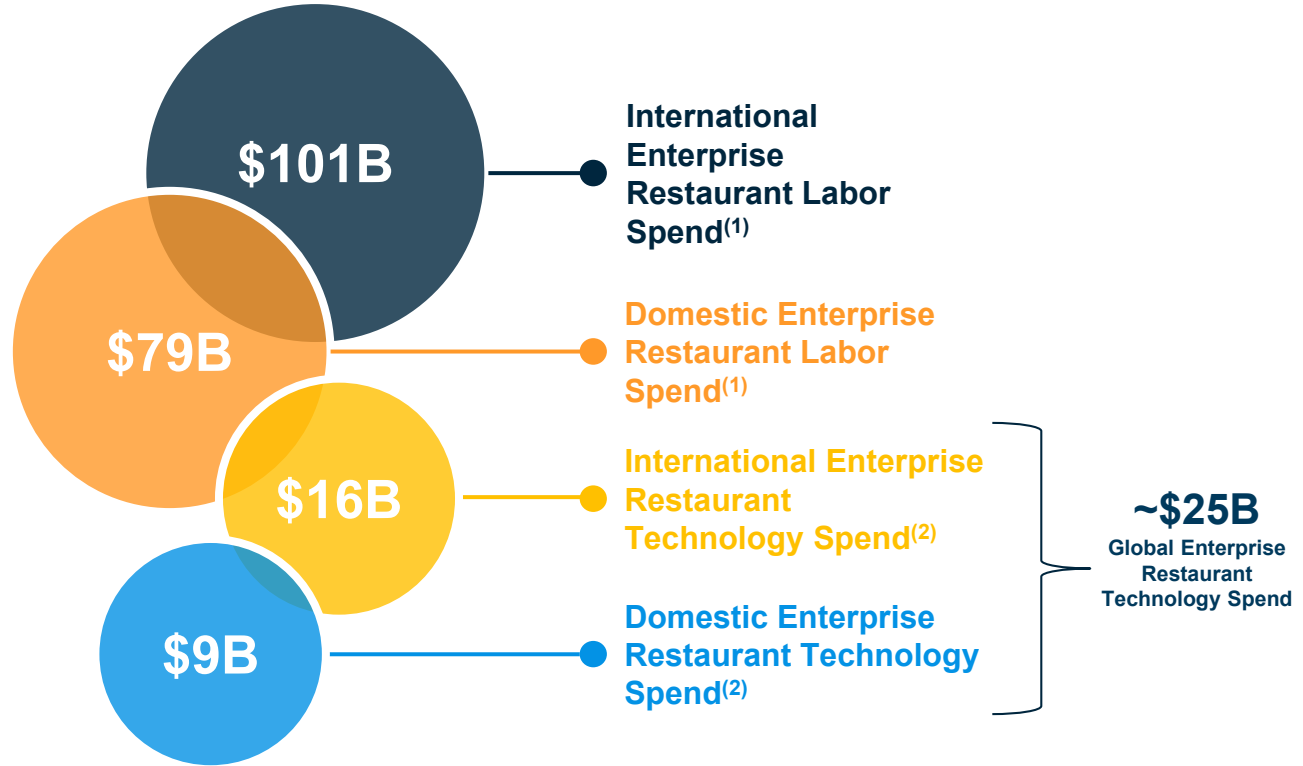 $101B
International
Enterprise
Restaurant Labor
Spend(1)
$79B
Domestic Enterprise
Restaurant Labor
Spend(1)
$16B
International Enterprise
Restaurant
Technology Spend(2)
$9B
Domestic Enterprise
Restaurant Technology
Spend(2)
~$25B
Global Enterprise
Restaurant
Technology Spend